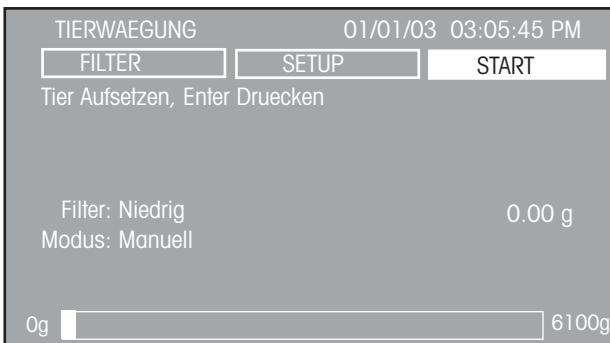 TIERWAEGUNG 01/01/03 03:05:45 PM
FILTER SETUP START
Tier Aufsetzen, Enter Druecken
Filter: Niedrig 0.00 g
Modus: Manuell
0g 6100g